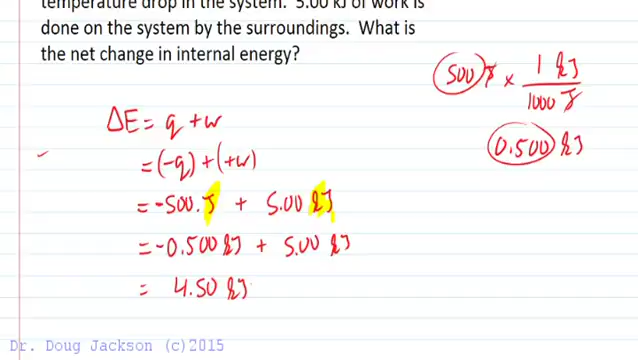 temperature drop in the system. 5.00 kJ of work is
done on the system by the surroundings. What is
the net change in internal energy?
500 J × 1 kJ / 1000 J
0.500 kJ
ΔE = q + w
= (-q) + (+w)
= -500. J + 5.00 kJ
= -0.500 kJ + 5.00 kJ
= 4.50 kJ
Dr. Doug Jackson (c)2015